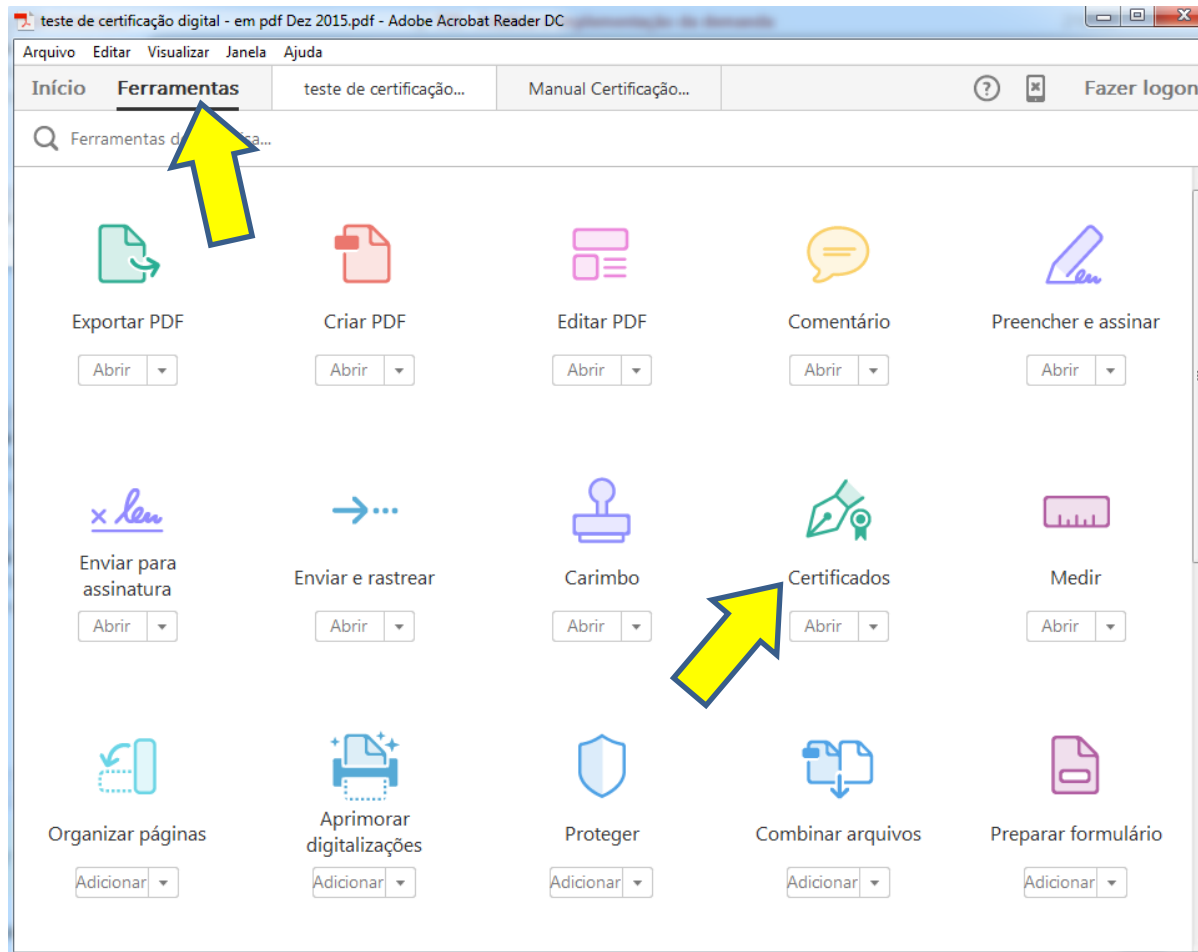 teste de certificação digital - em pdf Dez 2015.pdf - Adobe Acrobat Reader DC
Arquivo Editar Visualizar Janela Ajuda
Início Ferramentas teste de certificação... Manual Certificação... Fazer logon
Ferramentas
Exportar PDF Criar PDF Editar PDF Comentário Preencher e assinar
Abrir Abrir Abrir Abrir Abrir
Enviar para
assinatura Enviar e rastrear Carimbo Certificados Medir
Abrir Abrir Abrir Abrir Abrir
Organizar páginas Aprimorar
digitalizações Proteger Combinar arquivos Preparar formulário
Adicionar Adicionar Adicionar Adicionar Adicionar